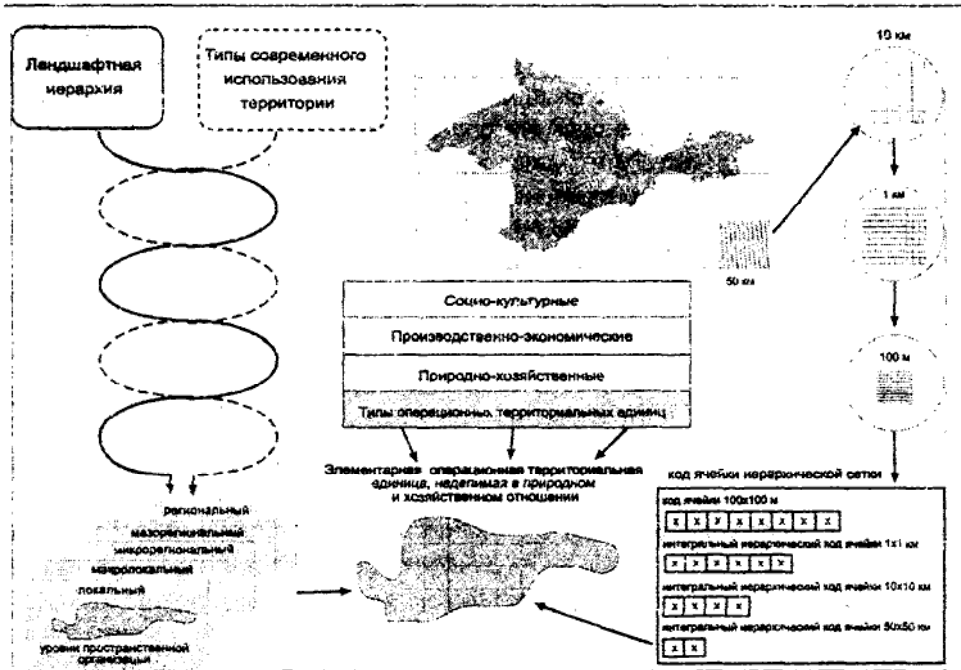 Ландшафтная
иерархия
Типы современного
использования
территории
10 км
1 км
50 км
100 м
Социо-культурные
Производственно-экономические
Природно-хозяйственные
Типы операционны. территориальных единиц
Элементарная операционная территориальная
единица, неделимая в природном
и хозяйственном отношении
региональный
мезорегиональный
микрорегиональный
макролокальный
локальный
уровни пространственной
организации
код ячейки иерархической сетки
код ячейки 100х100 м
x x x x x x x x
интегральный иерархический код ячейки 1х1 км
x x x x x x
интегральный иерархический код ячейки 10х10 км
x x x x
интегральный иерархический код ячейки 50х50 км
x x